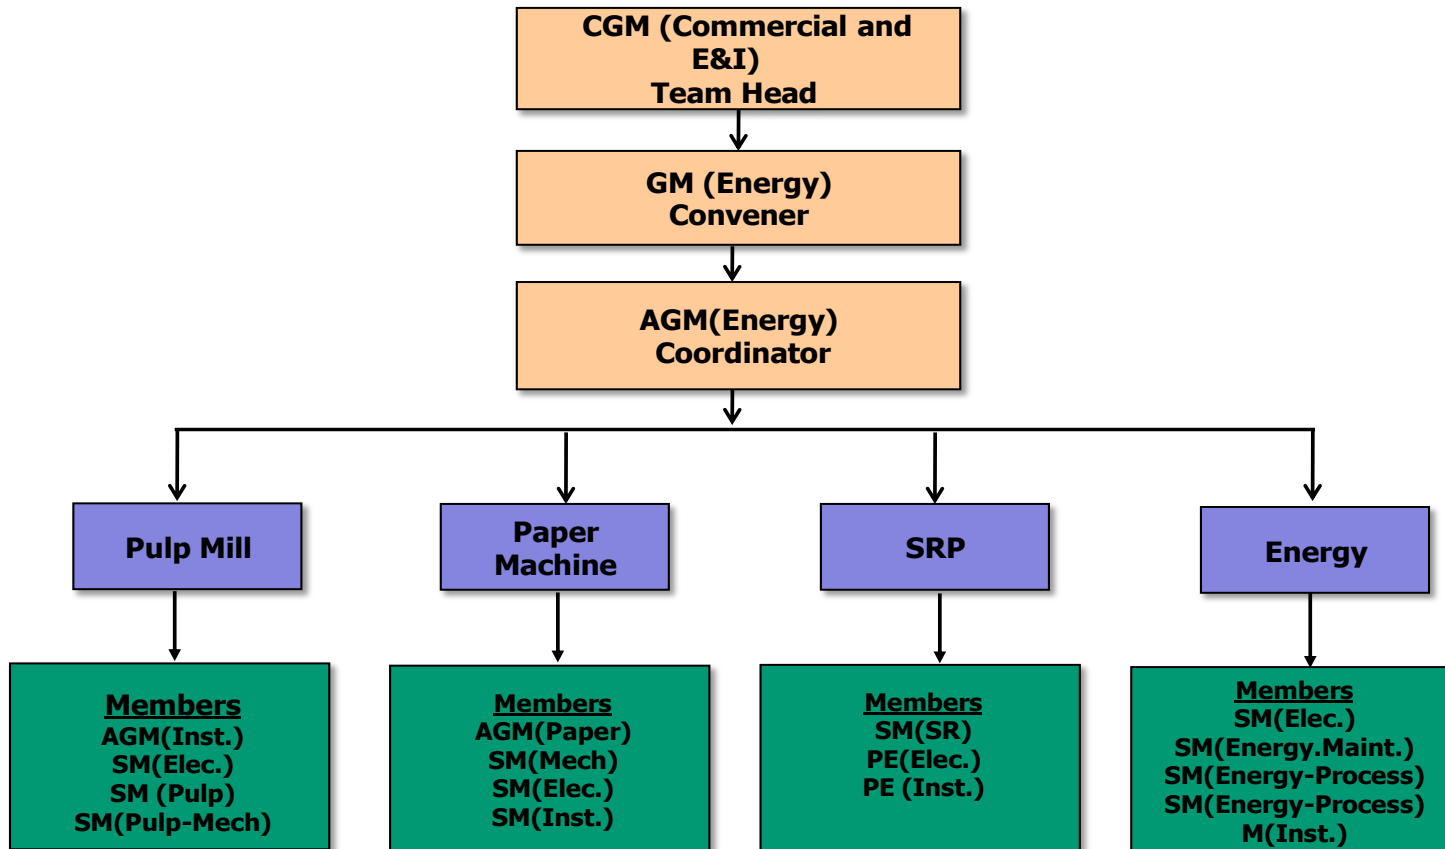 CGM (Commercial and
E&I)
Team Head
GM (Energy)
Convener
AGM(Energy)
Coordinator
Pulp Mill
Paper
Machine
SRP
Energy
Members
AGM(Inst.)
SM(Elec.)
SM (Pulp)
SM(Pulp-Mech)
Members
AGM(Paper)
SM(Mech)
SM(Elec.)
SM(Inst.)
Members
SM(SR)
PE(Elec.)
PE (Inst.)
Members
SM(Elec.)
SM(Energy.Maint.)
SM(Energy-Process)
SM(Energy-Process)
M(Inst.)